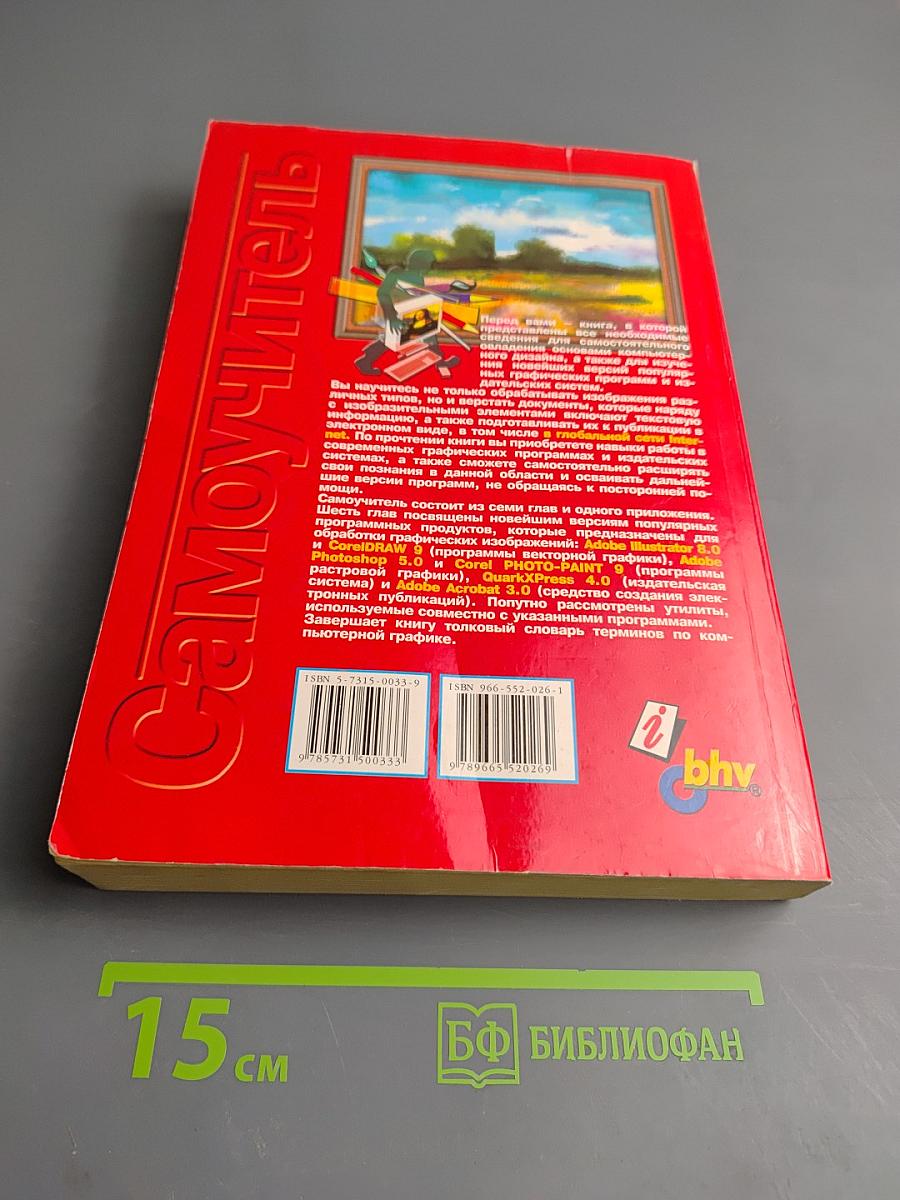 Самоучитель
Перед вами – книга, в которой
представлены все необходимые
сведения для самостоятельного
овладения основами компьютер-
ного дизайна, а также для изуче-
ния новейших версий популяр-
ных графических программ и из-
дательских систем.
Вы научитесь не только обрабатывать изображения раз-
личных типов, но и верстать документы, которые наряду
с изобразительными элементами включают текстовую
информацию, а также подготавливать их к публикации в
электронном виде, в том числе в глобальной сети Inter-
net. По прочтении книги вы приобретете навыки работы в
современных графических программах и издательских
системах, а также сможете самостоятельно расширять
свои познания в данной области и осваивать дальней-
шие версии программ, не обращаясь к посторонней по-
мощи.
Самоучитель состоит из семи глав и одного приложения.
Шесть глав посвящены новейшим версиям популярных
программных продуктов, которые предназначены для
обработки графических изображений: Adobe Illustrator 8.0
и CorelDRAW 9 (программы векторной графики), Adobe
Photoshop 5.0 и Corel PHOTO-PAINT 9 (программы
растровой графики), QuarkXPress 4.0 (издательская
система) и Adobe Acrobat 3.0 (средство создания элек-
тронных публикаций). Попутно рассмотрены утилиты,
используемые совместно с указанными программами.
Завершает книгу толковый словарь терминов по ком-
пьютерной графике.
ISBN 5-7315-0033-9
9 785731 500333
ISBN 966-552-026-1
9 789665 520269
i
bhv®
15 см
БФ БИБЛИОФАН